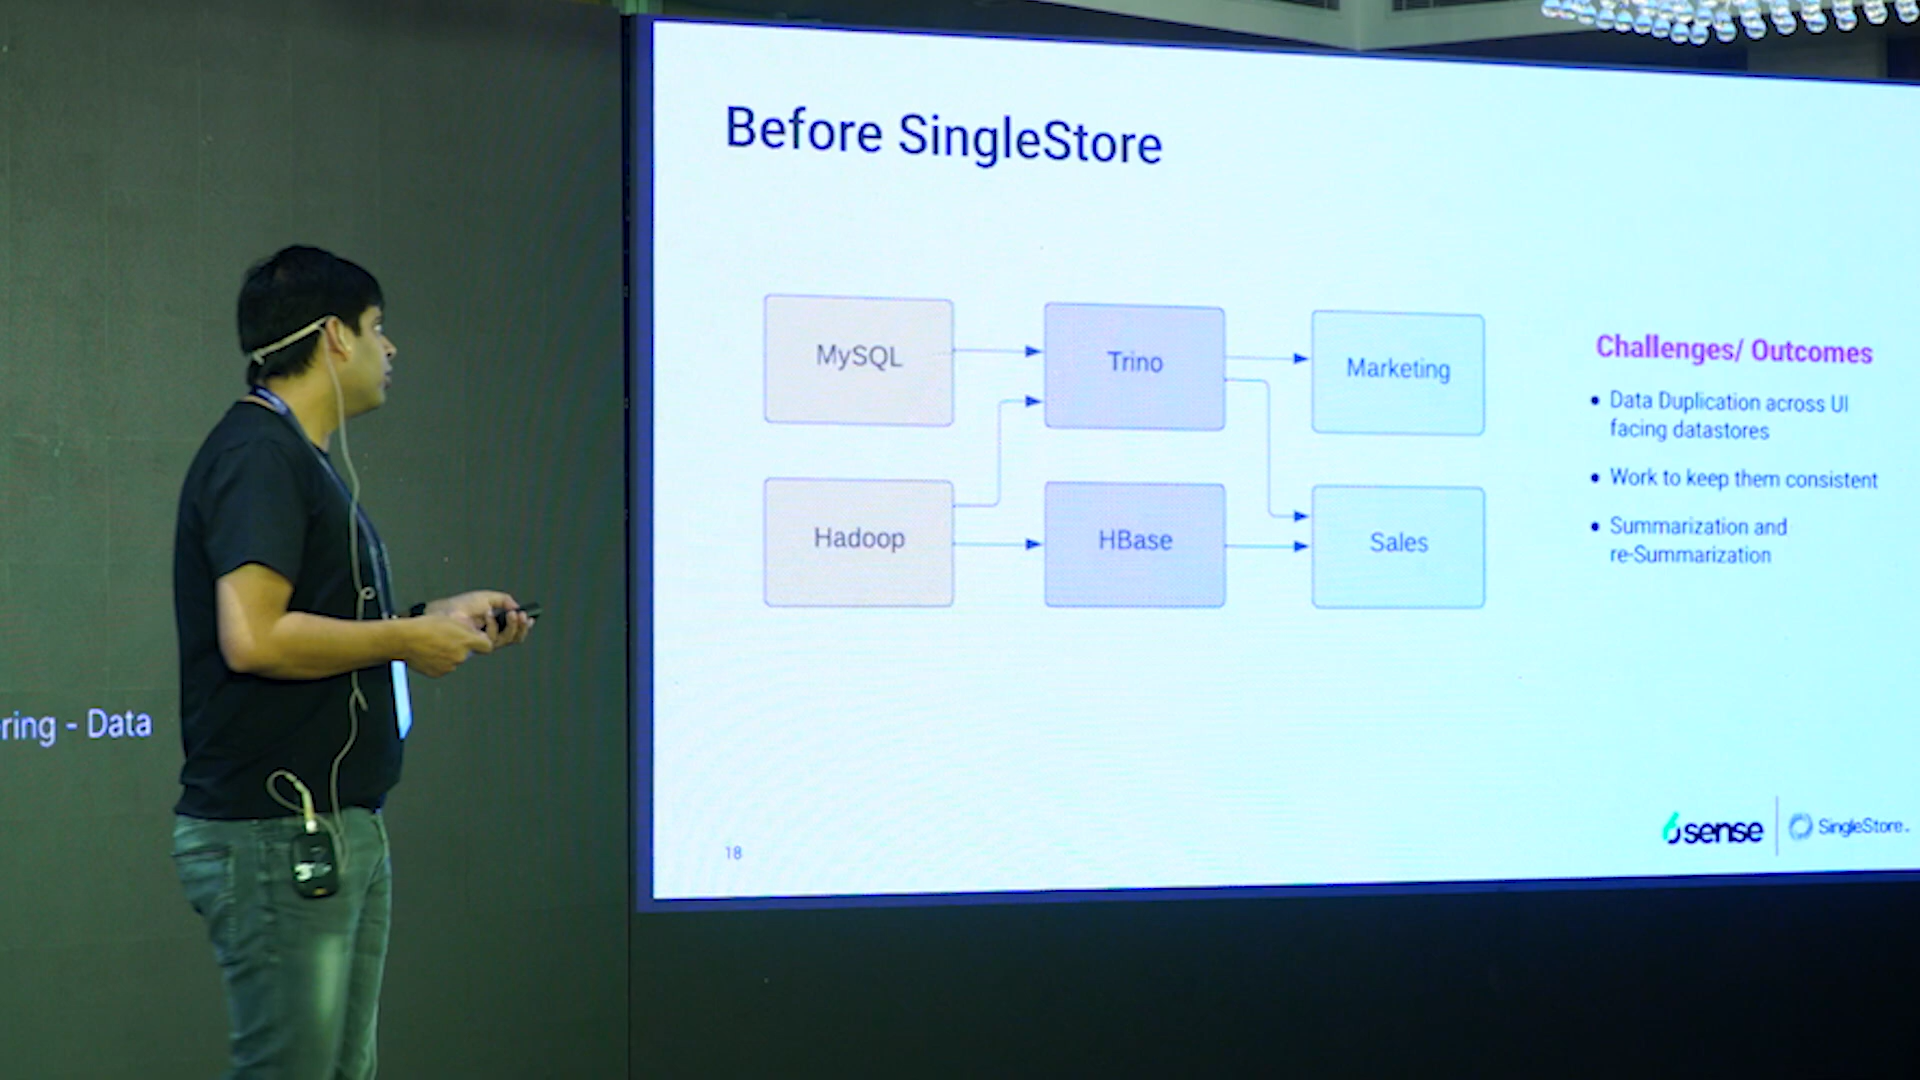 Before SingleStore
MySQL
Trino
Marketing
Hadoop
HBase
Sales
Challenges/ Outcomes
• Data Duplication across UI
facing datastores
• Work to keep them consistent
• Summarization and
re-Summarization
ring - Data
18
6sense
SingleStore